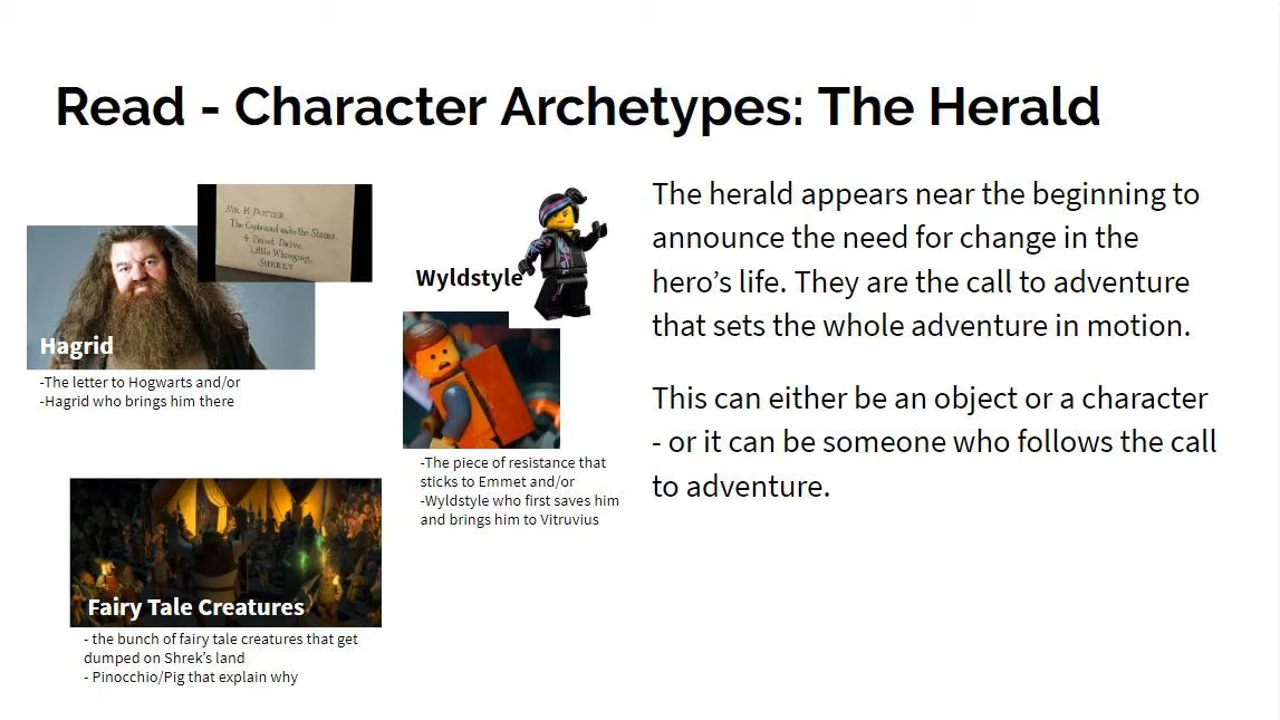 Read - Character Archetypes: The Herald
MR. H. POTTER
The Cupboard under the Stairs,
4 Privet Drive,
Little Whinging,
SURREY
Hagrid
-The letter to Hogwarts and/or
-Hagrid who brings him there
Wyldstyle
-The piece of resistance that
sticks to Emmet and/or
-Wyldstyle who first saves him
and brings him to Vitruvius
Fairy Tale Creatures
- the bunch of fairy tale creatures that get
dumped on Shrek’s land
- Pinocchio/Pig that explain why
The herald appears near the beginning to
announce the need for change in the
hero’s life. They are the call to adventure
that sets the whole adventure in motion.
This can either be an object or a character
- or it can be someone who follows the call
to adventure.